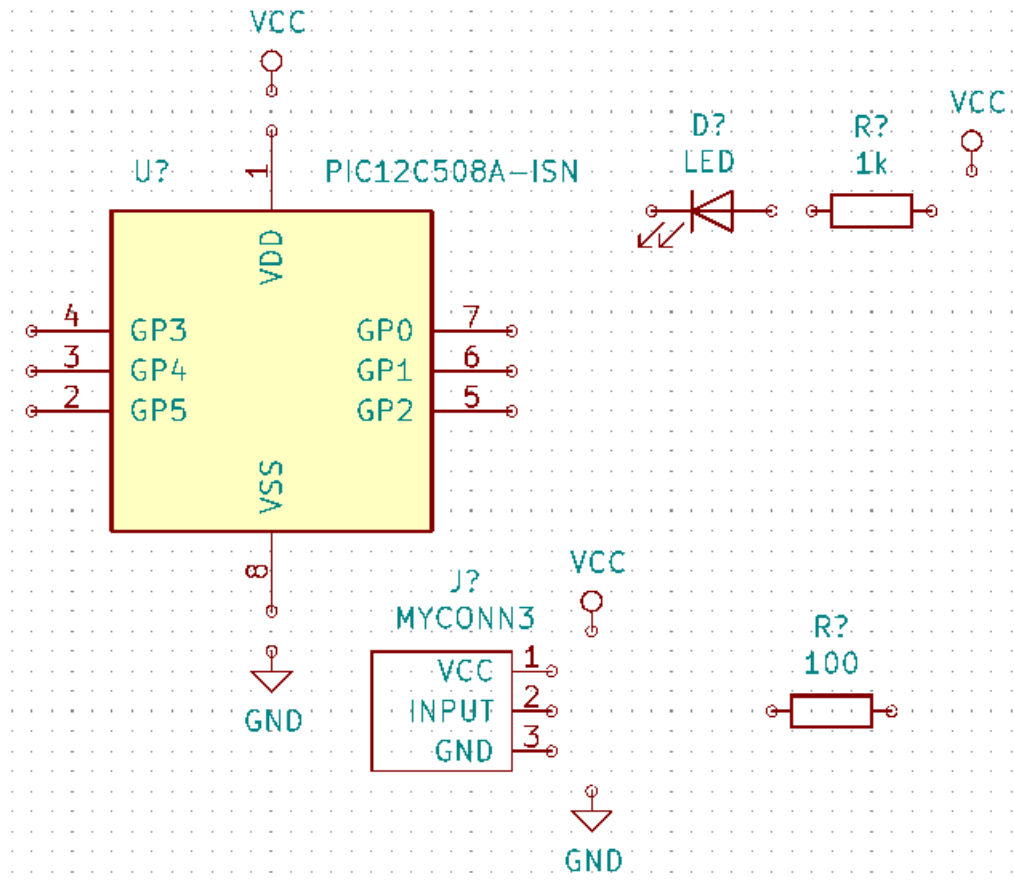 VCC
VCC
D?
R?
LED
1k
U?
1
PIC12C508A-ISN
VDD
4
GP3
GP0
7
3
GP4
GP1
6
2
GP5
GP2
5
VSS
8
GND
J?
MYCONN3
VCC
VCC
1
INPUT
2
GND
3
GND
R?
100